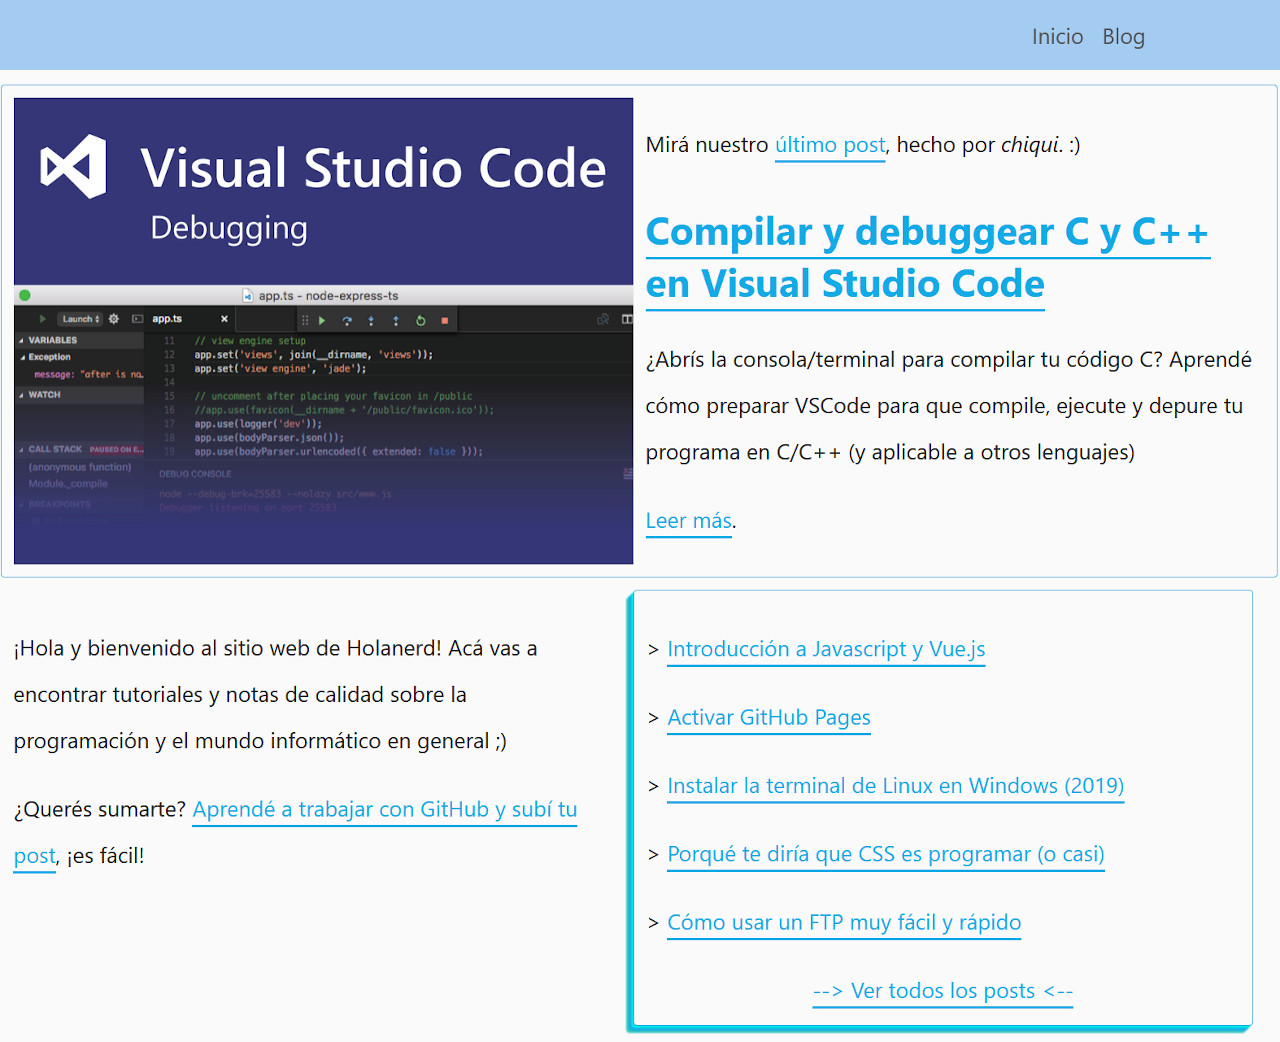 Inicio Blog
Visual Studio Code
Debugging
app.ts - node-express-ts
Launch
app.ts
VARIABLES
Exception
message: "after is no…
WATCH
CALL STACK PAUSED ON E…
(anonymous function)
Module._compile
BREAKPOINTS
11 // view engine setup
12 app.set('views', join(__dirname, 'views'));
13 app.set('view engine', 'jade');
14
15 // uncomment after placing your favicon in /public
16 //app.use(favicon(__dirname + '/public/favicon.ico'));
17 app.use(logger('dev'));
18 app.use(bodyParser.json());
19 app.use(bodyParser.urlencoded({ extended: false }));
DEBUG CONSOLE
node --debug-brk=25583 --nolazy src/www.js
Debugger listening on port 25583
Mirá nuestro último post, hecho por chiqui. :)
Compilar y debuggear C y C++
en Visual Studio Code
¿Abrís la consola/terminal para compilar tu código C? Aprendé
cómo preparar VSCode para que compile, ejecute y depure tu
programa en C/C++ (y aplicable a otros lenguajes)
Leer más.
¡Hola y bienvenido al sitio web de Holanerd! Acá vas a
encontrar tutoriales y notas de calidad sobre la
programación y el mundo informático en general ;)
¿Querés sumarte? Aprendé a trabajar con GitHub y subí tu
post, ¡es fácil!
> Introducción a Javascript y Vue.js
> Activar GitHub Pages
> Instalar la terminal de Linux en Windows (2019)
> Porqué te diría que CSS es programar (o casi)
> Cómo usar un FTP muy fácil y rápido
--> Ver todos los posts <--